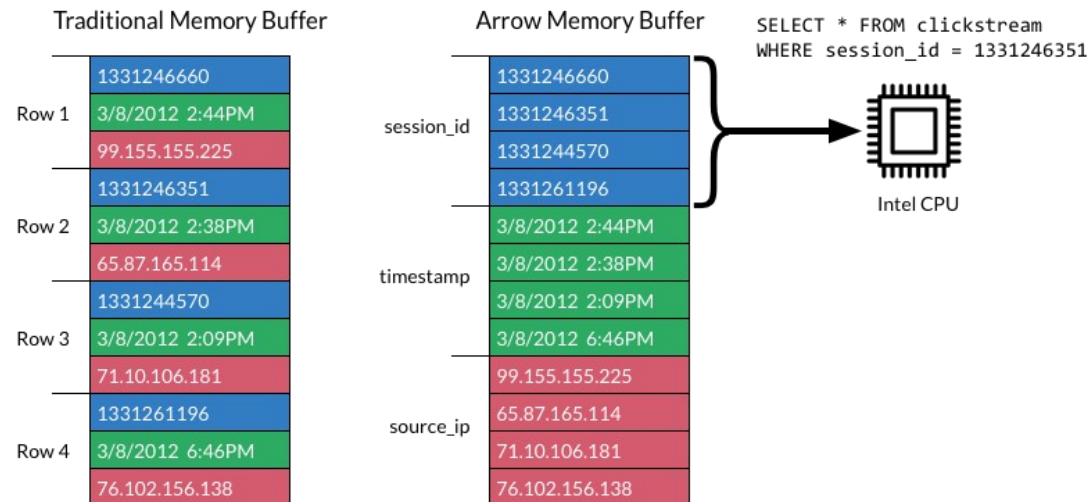 Traditional Memory Buffer
Row 1
1331246660
3/8/2012 2:44PM
99.155.155.225
Row 2
1331246351
3/8/2012 2:38PM
65.87.165.114
Row 3
1331244570
3/8/2012 2:09PM
71.10.106.181
Row 4
1331261196
3/8/2012 6:46PM
76.102.156.138
Arrow Memory Buffer
session_id
1331246660
1331246351
1331244570
1331261196
timestamp
3/8/2012 2:44PM
3/8/2012 2:38PM
3/8/2012 2:09PM
3/8/2012 6:46PM
source_ip
99.155.155.225
65.87.165.114
71.10.106.181
76.102.156.138
SELECT * FROM clickstream
WHERE session_id = 1331246351
Intel CPU